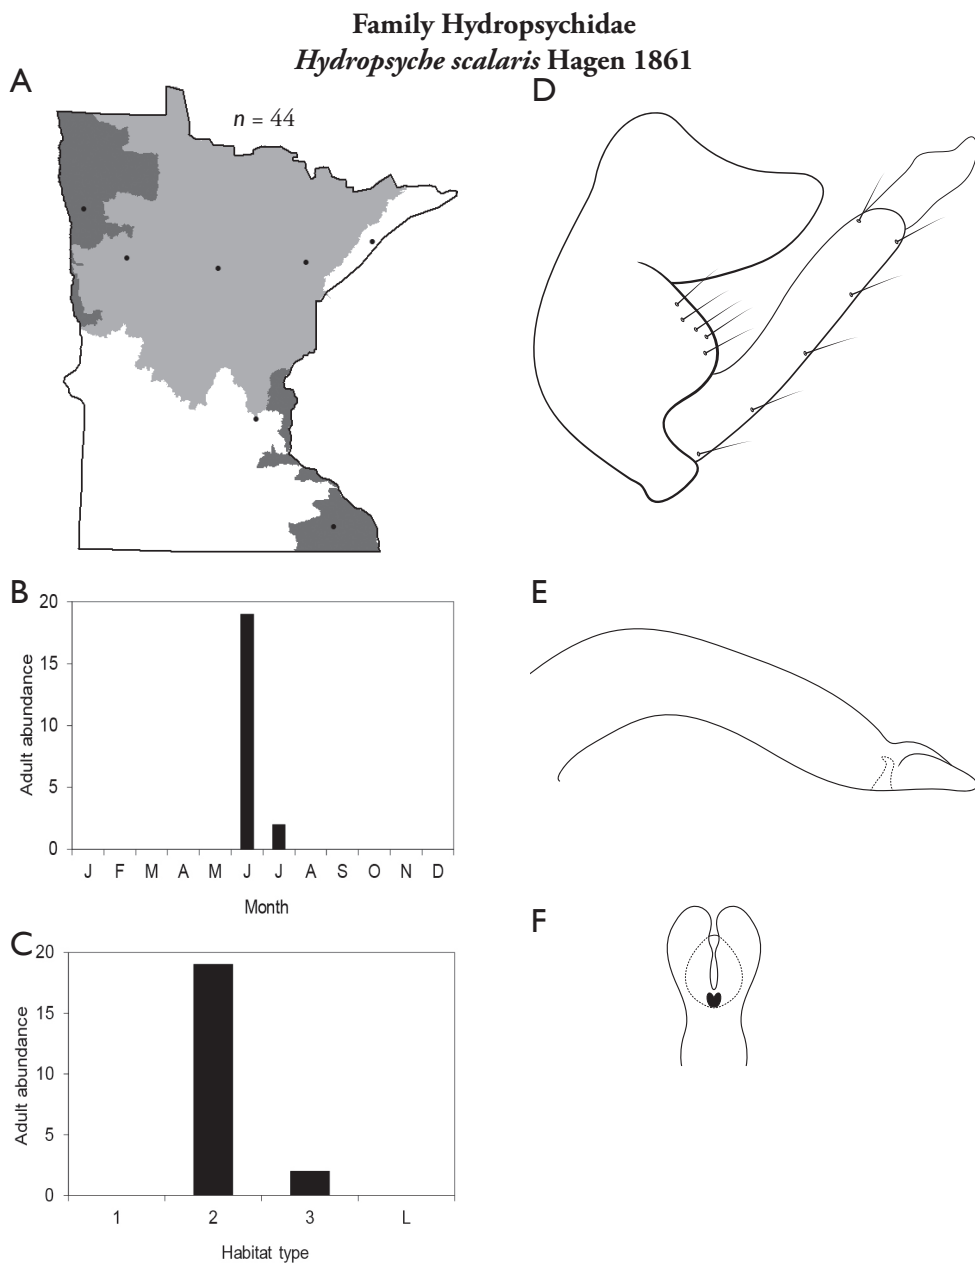 Family Hydropsychidae
Hydropsyche scalaris Hagen 1861
A
n = 44
D
B
20
15
10
5
0
Adult abundance
J F M A M J J A S O N D
Month
E
C
20
15
10
5
0
Adult abundance
1 2 3 L
Habitat type
F